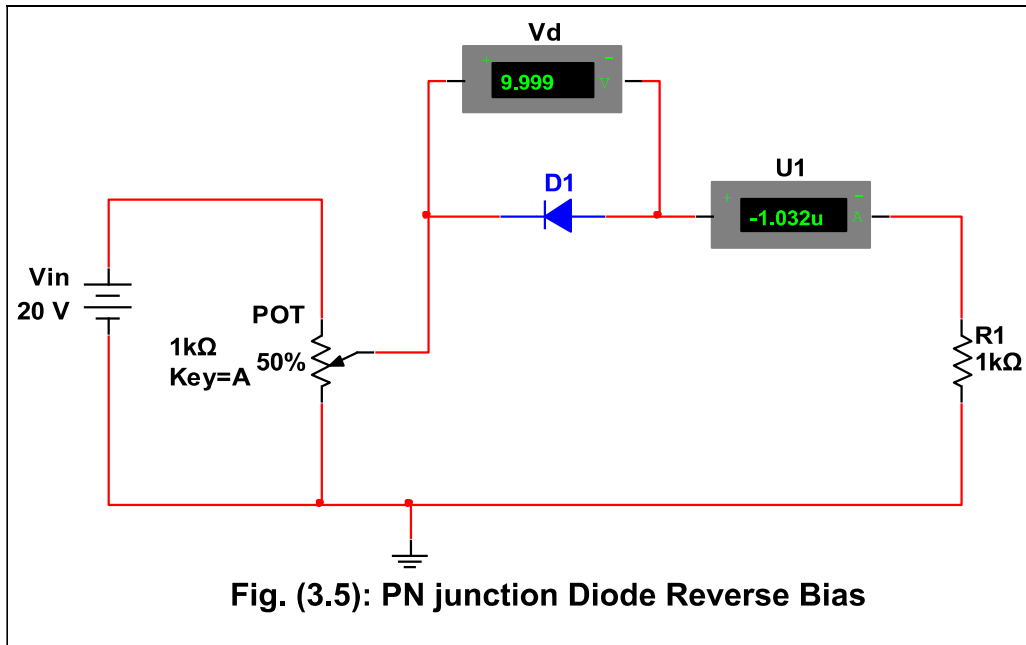 Vd
+
−
9.999
V
D1
U1
+
−
-1.032u
A
Vin
20 V
POT
1kΩ
50%
Key=A
R1
1kΩ
Fig. (3.5): PN junction Diode Reverse Bias